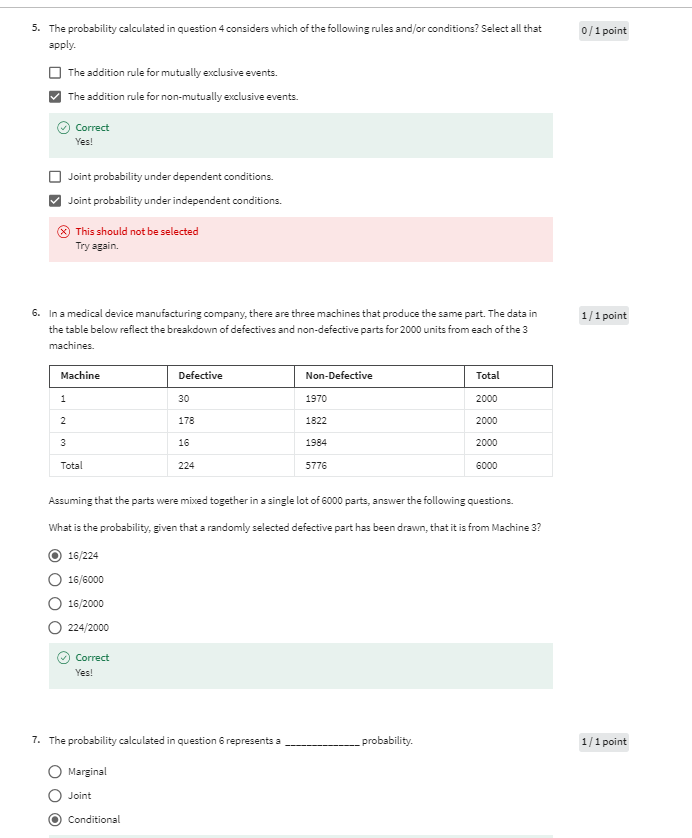 5. The probability calculated in question 4 considers which of the following rules and/or conditions? Select all that
0 / 1 point
apply.
The addition rule for mutually exclusive events.
The addition rule for non-mutually exclusive events.
Correct
Yes!
Joint probability under dependent conditions.
Joint probability under independent conditions.
This should not be selected
Try again.
6. In a medical device manufacturing company, there are three machines that produce the same part. The data in
1 / 1 point
the table below reflect the breakdown of defectives and non-defective parts for 2000 units from each of the 3
machines.
Machine Defective Non-Defective Total
1 30 1970 2000
2 178 1822 2000
3 16 1984 2000
Total 224 5776 6000
Assuming that the parts were mixed together in a single lot of 6000 parts, answer the following questions.
What is the probability, given that a randomly selected defective part has been drawn, that it is from Machine 3?
16/224
16/6000
16/2000
224/2000
Correct
Yes!
7. The probability calculated in question 6 represents a ______________ probability.
1 / 1 point
Marginal
Joint
Conditional